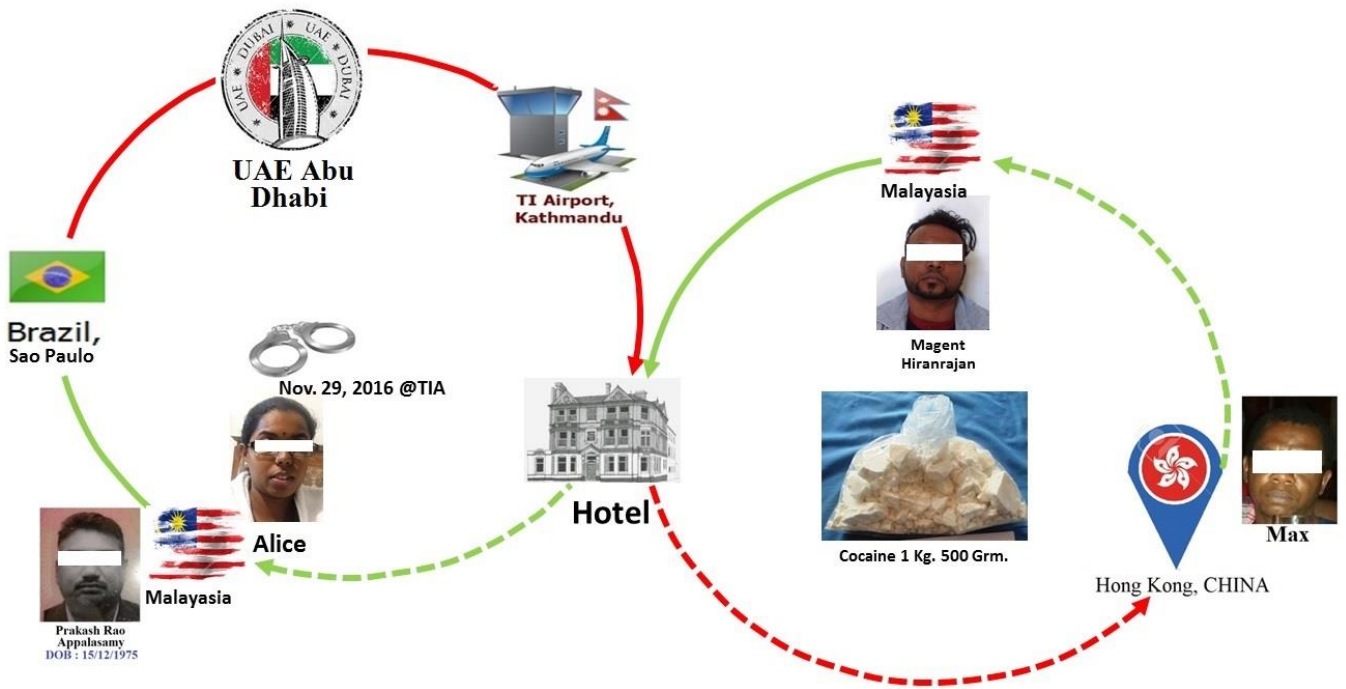 UAE ★ DUBAI ★ UAE ★ DUBAI ★
UAE Abu
Dhabi
TI Airport,
Kathmandu
Malayasia
Brazil,
Sao Paulo
Magent
Hiranrajan
Nov. 29, 2016 @TIA
Hotel
Cocaine 1 Kg. 500 Grm.
Max
Alice
Hong Kong, CHINA
Malayasia
Prakash Rao
Appalasamy
DOB : 15/12/1975